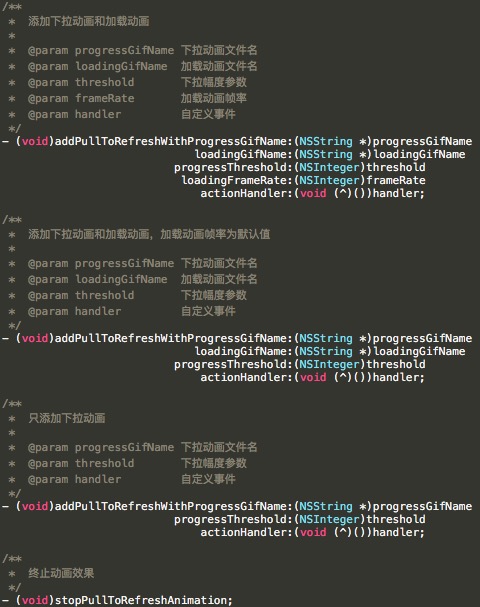 /**
 *  添加下拉动画和加载动画
 *
 *  @param progressGifName 下拉动画文件名
 *  @param loadingGifName  加载动画文件名
 *  @param threshold       下拉幅度参数
 *  @param frameRate       加载动画帧率
 *  @param handler         自定义事件
 */
- (void)addPullToRefreshWithProgressGifName:(NSString *)progressGifName
                             loadingGifName:(NSString *)loadingGifName
                          progressThreshold:(NSInteger)threshold
                           loadingFrameRate:(NSInteger)frameRate
                              actionHandler:(void (^)())handler;

/**
 *  添加下拉动画和加载动画，加载动画帧率为默认值
 *
 *  @param progressGifName 下拉动画文件名
 *  @param loadingGifName  加载动画文件名
 *  @param threshold       下拉幅度参数
 *  @param handler         自定义事件
 */
- (void)addPullToRefreshWithProgressGifName:(NSString *)progressGifName
                             loadingGifName:(NSString *)loadingGifName
                          progressThreshold:(NSInteger)threshold
                              actionHandler:(void (^)())handler;

/**
 *  只添加下拉动画
 *
 *  @param progressGifName 下拉动画文件名
 *  @param threshold       下拉幅度参数
 *  @param handler         自定义事件
 */
- (void)addPullToRefreshWithProgressGifName:(NSString *)progressGifName
                          progressThreshold:(NSInteger)threshold
                              actionHandler:(void (^)())handler;

/**
 *  终止动画效果
 */
- (void)stopPullToRefreshAnimation;